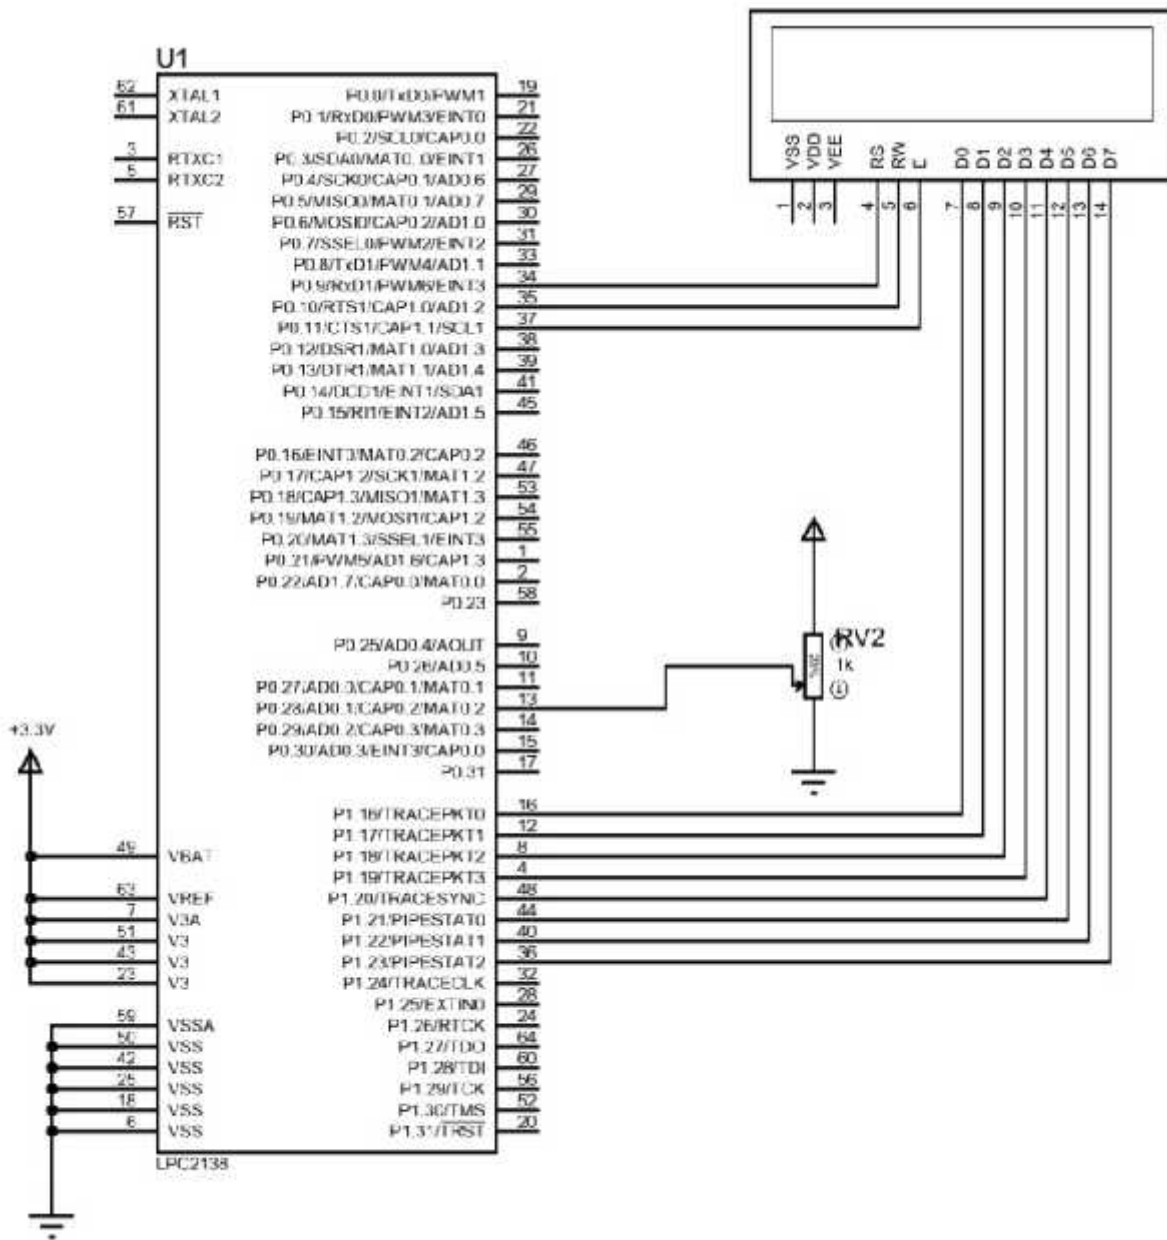 U1
62 XTAL1
61 XTAL2
3 RTXC1
5 RTXC2
57 RST
P0.0/TxD0/PWM1 19
P0.1/RxD0/PWM3/EINT0 21
P0.2/SCL0/CAP0.0 22
P0.3/SDA0/MAT0.0/EINT1 26
P0.4/SCK0/CAP0.1/AD0.6 27
P0.5/MISO0/MAT0.1/AD0.7 29
P0.6/MOSI0/CAP0.2/AD1.0 30
P0.7/SSEL0/PWM2/EINT2 31
P0.8/TxD1/PWM4/AD1.1 33
P0.9/RxD1/PWM6/EINT3 34
P0.10/RTS1/CAP1.0/AD1.2 35
P0.11/CTS1/CAP1.1/SCL1 37
P0.12/DSR1/MAT1.0/AD1.3 38
P0.13/DTR1/MAT1.1/AD1.4 39
P0.14/DCD1/EINT1/SDA1 41
P0.15/RI1/EINT2/AD1.5 45
P0.16/EINT0/MAT0.2/CAP0.2 46
P0.17/CAP1.2/SCK1/MAT1.2 47
P0.18/CAP1.3/MISO1/MAT1.3 53
P0.19/MAT1.2/MOSI1/CAP1.2 54
P0.20/MAT1.3/SSEL1/EINT3 55
P0.21/PWM5/AD1.6/CAP1.3 1
P0.22/AD1.7/CAP0.0/MAT0.0 2
P0.23 58
P0.25/AD0.4/AOUT 9
P0.26/AD0.5 10
P0.27/AD0.0/CAP0.1/MAT0.1 11
P0.28/AD0.1/CAP0.2/MAT0.2 13
P0.29/AD0.2/CAP0.3/MAT0.3 14
P0.30/AD0.3/EINT3/CAP0.0 15
P0.31 17
+3.3V
49 VBAT
63 VREF
7 V3A
51 V3
43 V3
23 V3
59 VSSA
50 VSS
42 VSS
25 VSS
18 VSS
6 VSS
P1.16/TRACEPKT0 16
P1.17/TRACEPKT1 12
P1.18/TRACEPKT2 8
P1.19/TRACEPKT3 4
P1.20/TRACESYNC 48
P1.21/PIPESTAT0 44
P1.22/PIPESTAT1 40
P1.23/PIPESTAT2 36
P1.24/TRACECLK 32
P1.25/EXTIN0 28
P1.26/RTCK 24
P1.27/TDO 64
P1.28/TDI 60
P1.29/TCK 56
P1.30/TMS 52
P1.31/TRST 20
LPC2138
VSS VDD VEE RS RW E D0 D1 D2 D3 D4 D5 D6 D7
1 2 3 4 5 6 7 8 9 10 11 12 13 14
RV2
1k